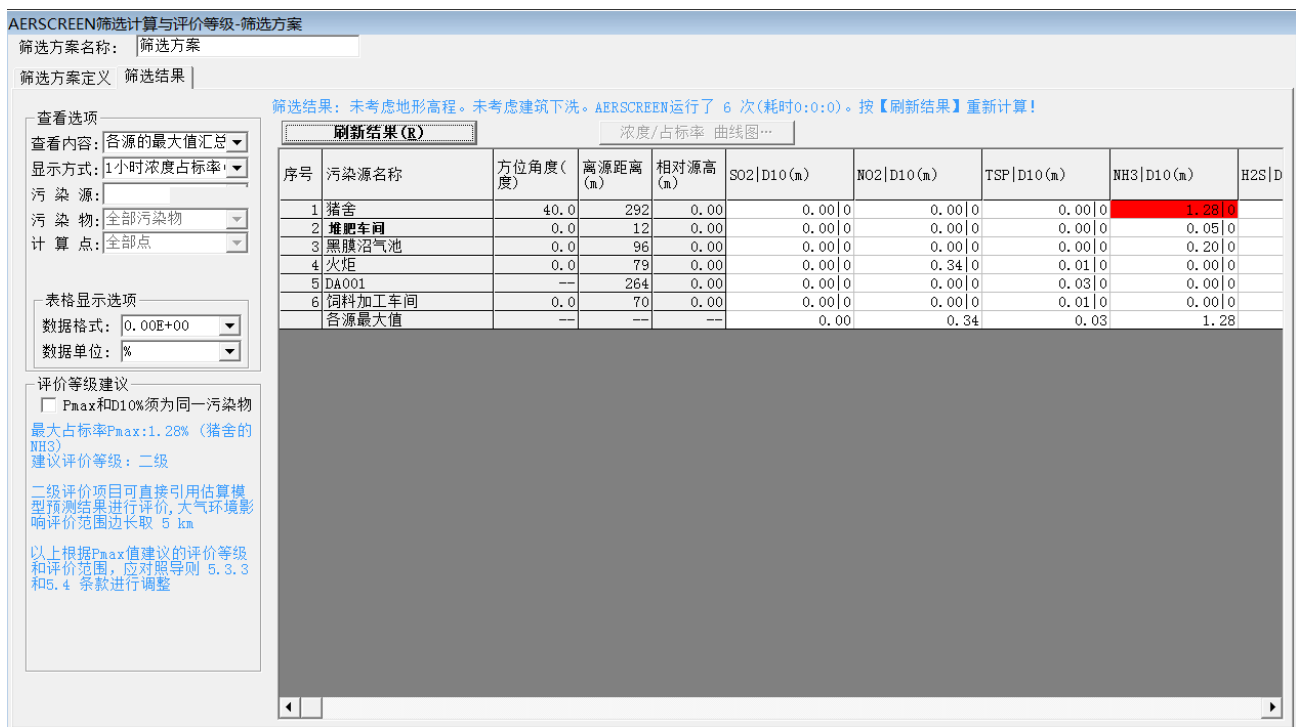 AERSCREEN筛选计算与评价等级-筛选方案
筛选方案名称: 筛选方案
筛选方案定义 筛选结果
筛选结果: 未考虑地形高程。未考虑建筑下洗。AERSCREEN运行了 6 次(耗时0:0:0)。按【刷新结果】重新计算!
刷新结果(R) 浓度/占标率 曲线图…
查看选项
查看内容: 各源的最大值汇总
显示方式: 1小时浓度占标率
污 染 源:
污 染 物: 全部污染物
计 算 点: 全部点
表格显示选项
数据格式: 0.00E+00
数据单位: %
评价等级建议
Pmax和D10%须为同一污染物
最大占标率Pmax:1.28% (猪舍的
NH3)
建议评价等级: 二级
二级评价项目可直接引用估算模
型预测结果进行评价,大气环境影
响评价范围边长取 5 km
以上根据Pmax值建议的评价等级
和评价范围, 应对照导则 5.3.3
和5.4 条款进行调整
序号 污染源名称 方位角度(度) 离源距离(m) 相对源高(m) SO2|D10(m) NO2|D10(m) TSP|D10(m) NH3|D10(m) H2S|D
1 猪舍 40.0 292 0.00 0.00|0 0.00|0 0.00|0 1.28|0
2 堆肥车间 0.0 12 0.00 0.00|0 0.00|0 0.00|0 0.05|0
3 黑膜沼气池 0.0 96 0.00 0.00|0 0.00|0 0.00|0 0.20|0
4 火炬 0.0 79 0.00 0.00|0 0.34|0 0.01|0 0.00|0
5 DA001 -- 264 0.00 0.00|0 0.00|0 0.03|0 0.00|0
6 饲料加工车间 0.0 70 0.00 0.00|0 0.00|0 0.01|0 0.00|0
各源最大值 -- -- -- 0.00 0.34 0.03 1.28